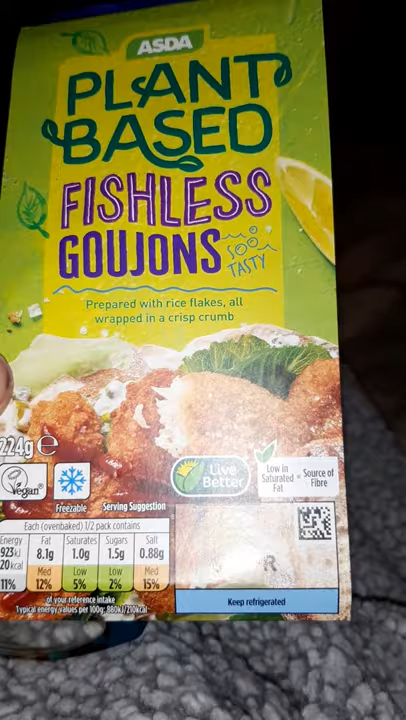 ASDA
PLANT
BASED
FISHLESS
GOUJONS
SOO
TASTY
Prepared with rice flakes, all
wrapped in a crisp crumb
224g e
Vegan
Freezable
Serving Suggestion
Live
Better
Low in
Saturated
Fat
Source of
Fibre
Each (ovenbaked) 1/2 pack contains
Energy Fat Saturates Sugars Salt
923kJ 8.1g 1.0g 1.5g 0.88g
20kcal
Med Low Low Med
11% 12% 5% 2% 15%
of your reference intake
Typical energy values per 100g: 880kJ/210kcal
R
Keep refrigerated